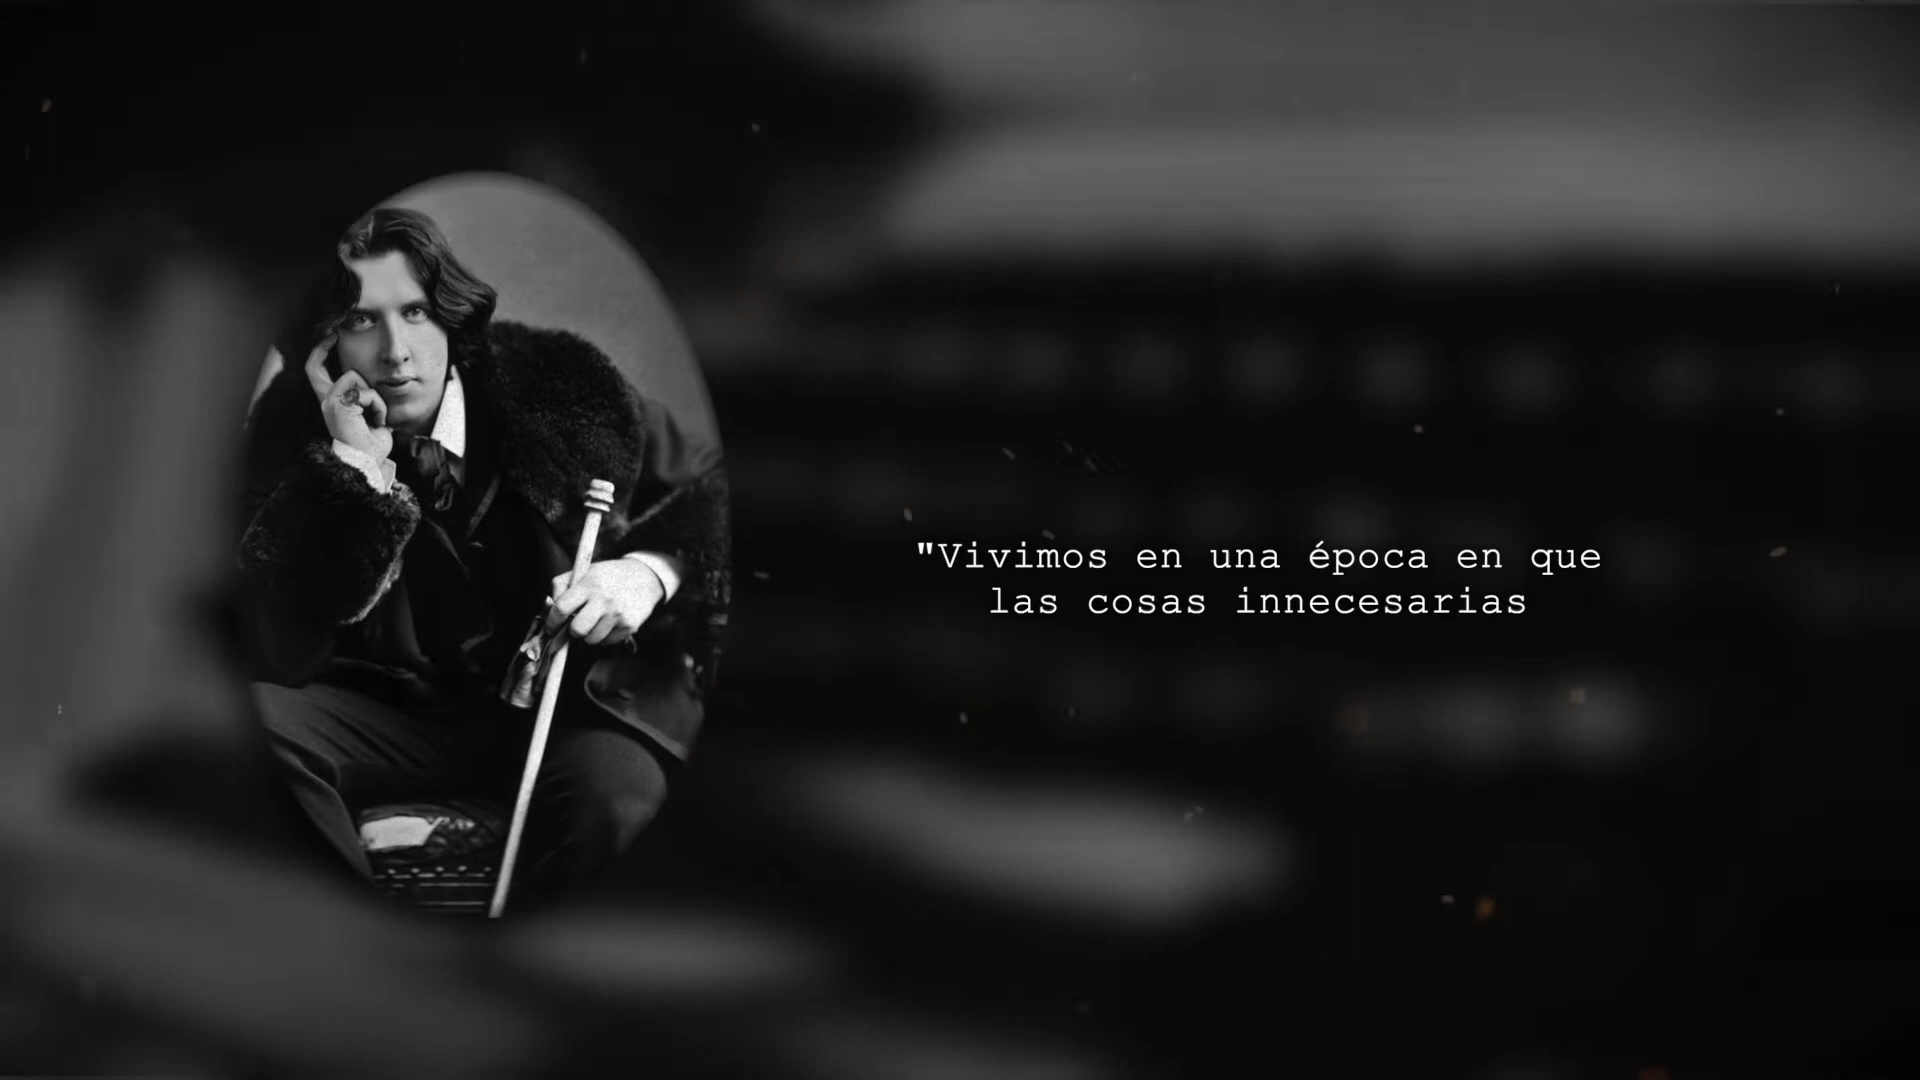 "Vivimos en una época en que
las cosas innecesarias